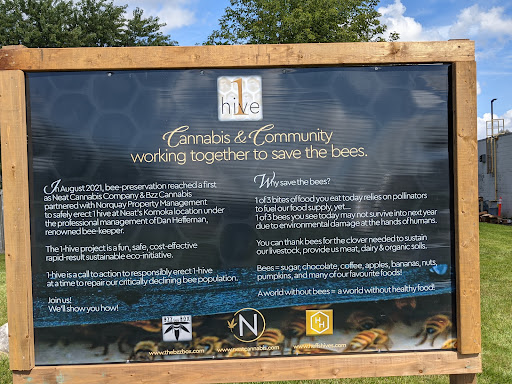 1
hive
Cannabis & Community
working together to save the bees.
In August 2021, bee-preservation reached a first
as Neat Cannabis Company & Bzz Cannabis
partnered with Norquay Property Management
to safely erect 1 hive at Neat's Komoka location under
the professional management of Dan Heffernan,
renowned bee-keeper.
The 1-hive project is a fun, safe, cost-effective
rapid-result sustainable eco-initiative.
1-hive is a call to action to responsibly erect 1-hive
at a time to repair our critically declining bee population.
Join us!
We'll show you how!
Why save the bees?
1 of 3 bites of food you eat today relies on pollinators
to fuel our food supply, yet...
1 of 3 bees you see today may not survive into next year
due to environmental damage at the hands of humans.
You can thank bees for the clover needed to sustain
our livestock, provide us meat, dairy & organic soils.
Bees = sugar, chocolate, coffee, apples, bananas, nuts,
pumpkins, and many of our favourite foods!
A world without bees = a world without healthy food!
N
www.thebzzbox.com
www.neatcannabis.com